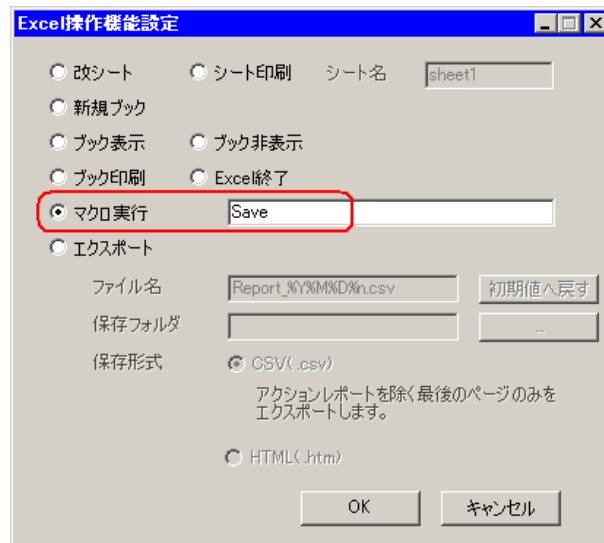 Excel操作機能設定
改シート シート印刷 シート名 sheet1
新規ブック
ブック表示 ブック非表示
ブック印刷 Excel終了
マクロ実行 Save
エクスポート
ファイル名 Report_%Y%M%D%n.csv 初期値へ戻す
保存フォルダ ...
保存形式 CSV(.csv)
アクションレポートを除く最後のページのみを
エクスポートします。
HTML(.htm)
OK キャンセル